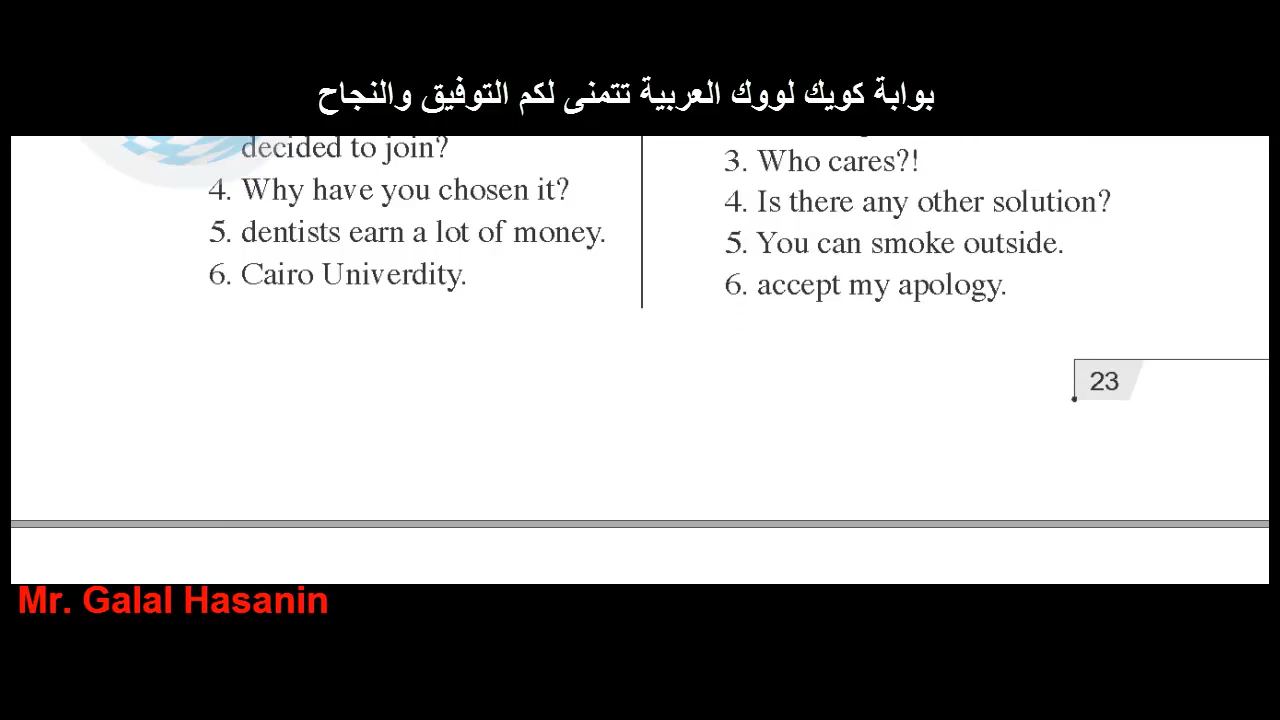 بوابة كويك لووك العربية تتمنى لكم التوفيق والنجاح
decided to join?
4. Why have you chosen it?
5. dentists earn a lot of money.
6. Cairo Univerdity.
3. Who cares?!
4. Is there any other solution?
5. You can smoke outside.
6. accept my apology.
23
Mr. Galal Hasanin